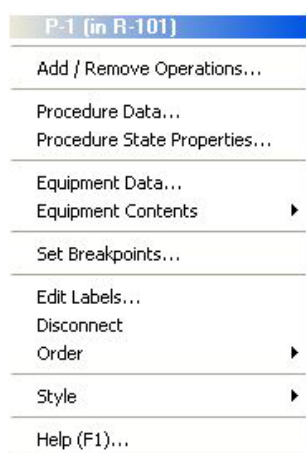 P-1 (in R-101)
Add / Remove Operations...
Procedure Data...
Procedure State Properties...
Equipment Data...
Equipment Contents
Set Breakpoints...
Edit Labels...
Disconnect
Order
Style
Help (F1)...